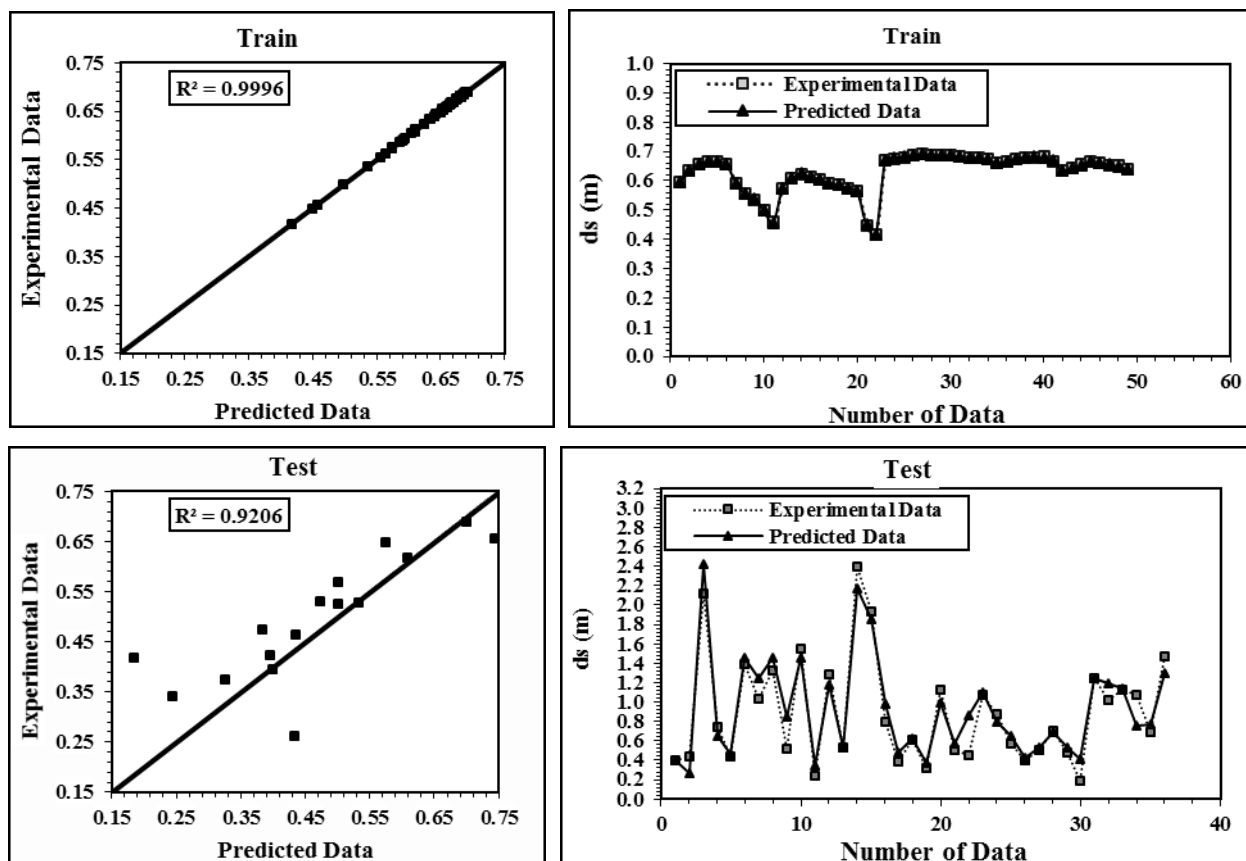 Train
R² = 0.9996
0.75
0.65
0.55
0.45
0.35
0.25
0.15
Experimental Data
0.15 0.25 0.35 0.45 0.55 0.65 0.75
Predicted Data
Train
Experimental Data
Predicted Data
1.0
0.9
0.8
0.7
0.6
0.5
0.4
0.3
0.2
0.1
0.0
ds (m)
0 10 20 30 40 50 60
Number of Data
Test
R² = 0.9206
0.75
0.65
0.55
0.45
0.35
0.25
0.15
Experimental Data
0.15 0.25 0.35 0.45 0.55 0.65 0.75
Predicted Data
Test
Experimental Data
Predicted Data
3.2
3.0
2.8
2.6
2.4
2.2
2.0
1.8
1.6
1.4
1.2
1.0
0.8
0.6
0.4
0.2
0.0
ds (m)
0 10 20 30 40
Number of Data